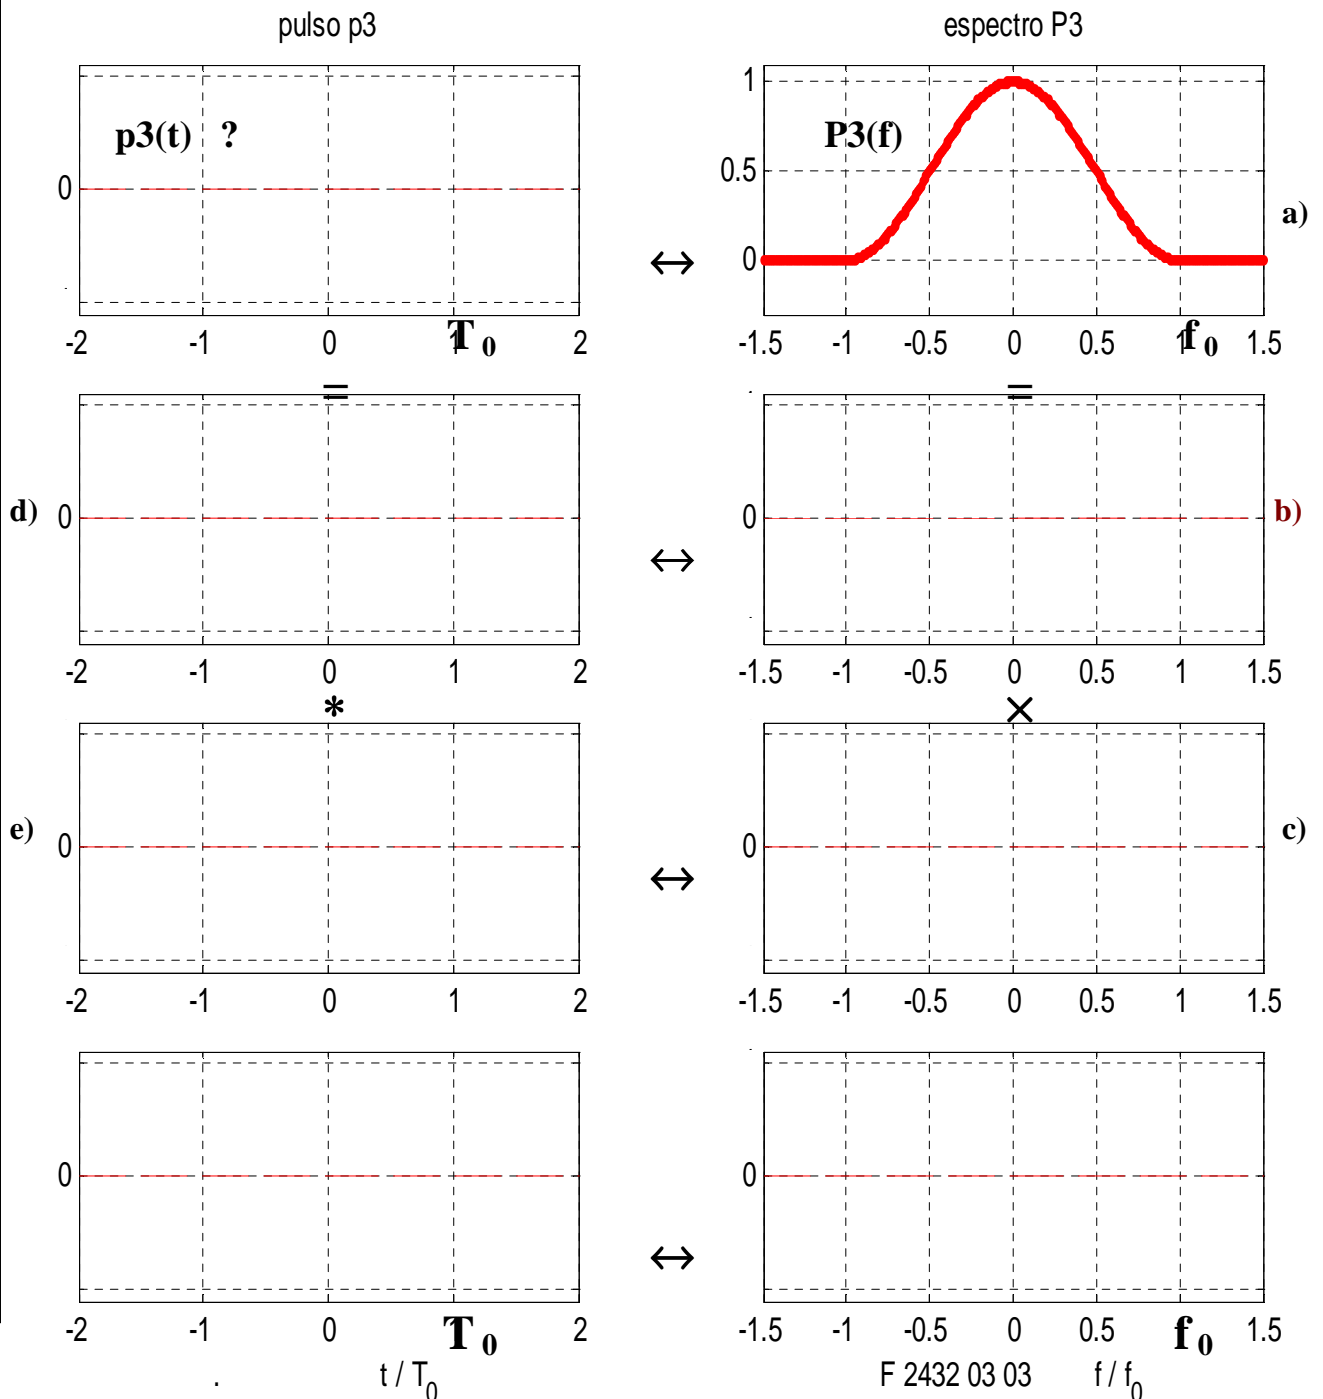 pulso p3 espectro P3
p3(t) ? P3(f)
1
0.5
0 0
a)
↔
-2 -1 0 1 2 T0 -1.5 -1 -0.5 0 0.5 1 1.5 f0
= =
d) 0 0 b)
↔
-2 -1 0 1 2 -1.5 -1 -0.5 0 0.5 1 1.5
* ×
e) 0 0 c)
↔
-2 -1 0 1 2 -1.5 -1 -0.5 0 0.5 1 1.5
0 0
↔
-2 -1 0 T0 2 -1.5 -1 -0.5 0 0.5 f0 1.5
. t / T0 F 2432 03 03 f / f0